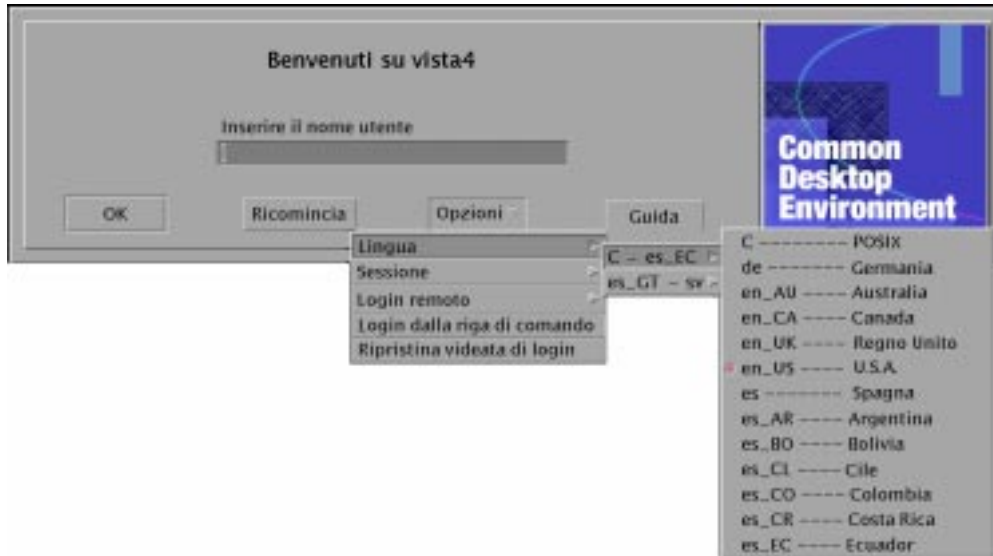 Benvenuti su vista4
Inserire il nome utente
OK
Ricomincia
Opzioni
Guida
Common
Desktop
Environment
Lingua
Sessione
Login remoto
Login dalla riga di comando
Ripristina videata di login
C - es_EC
es_GT - sv
C -------- POSIX
de -------- Germania
en_AU ---- Australia
en_CA ---- Canada
en_UK ---- Regno Unito
en_US ---- U.S.A.
es -------- Spagna
es_AR ---- Argentina
es_BO ---- Bolivia
es_CL ---- Cile
es_CO ---- Colombia
es_CR ---- Costa Rica
es_EC ---- Ecuador